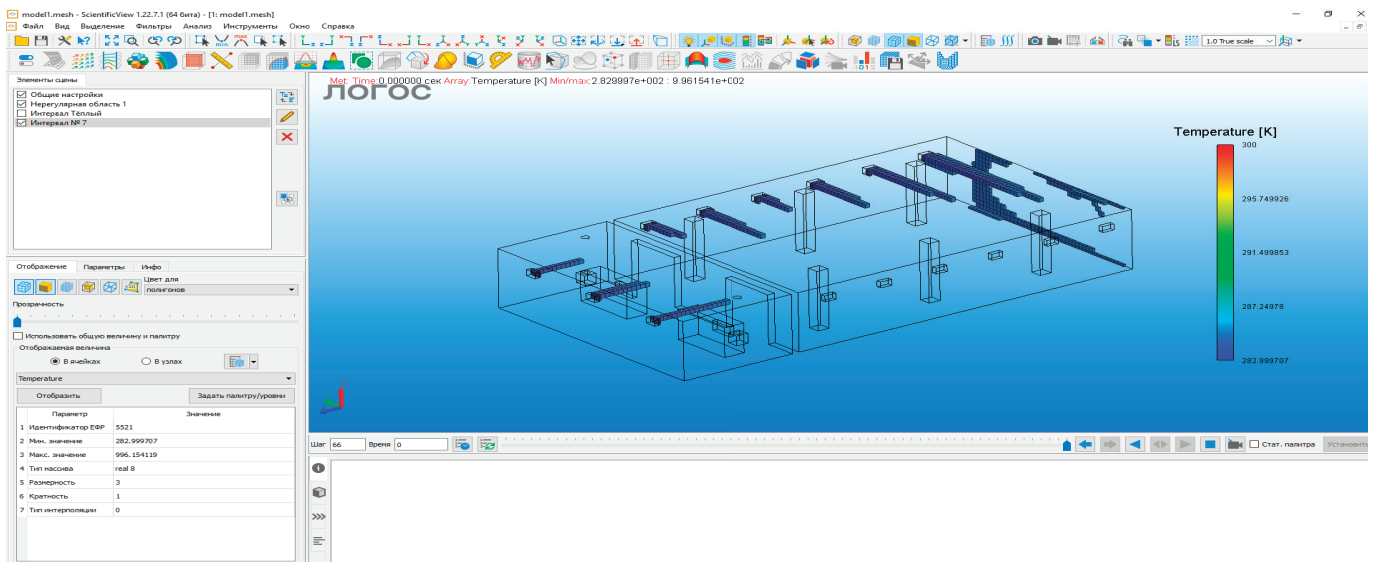 model1.mesh - ScientificView 1.22.7.1 (64 бита) - [1: model1.mesh]
Файл Вид Выделение Фильтры Анализ Инструменты Окно Справка
1.0 True scale
Элементы сцены
Общие настройки
Нерегулярная область 1
Интервал Тёплый
Интервал № 7
Отображение Параметры Инфо
Цвет для
полигонов
Прозрачность
Использовать общую величину и палитру
Отображаеная величина
В ячейках В узлах
Temperature
Отобразить Задать палитру/уровни
Параметр Значение
1 Идентификатор ЕФР 5521
2 Мин. значение 282.999707
3 Макс. значение 996.154119
4 Тип массива real 8
5 Размерность 3
6 Кратность 1
7 Тип интерполяции 0
Met: Time:0.000000 сек Array:Temperature [K] Min/max: 2.829997e+002 : 9.961541e+002
ЛОГОС
Temperature [K]
300
295.749926
291.499853
287.24978
282.999707
Шаг 66 Время 0 Стат. палитра Установить